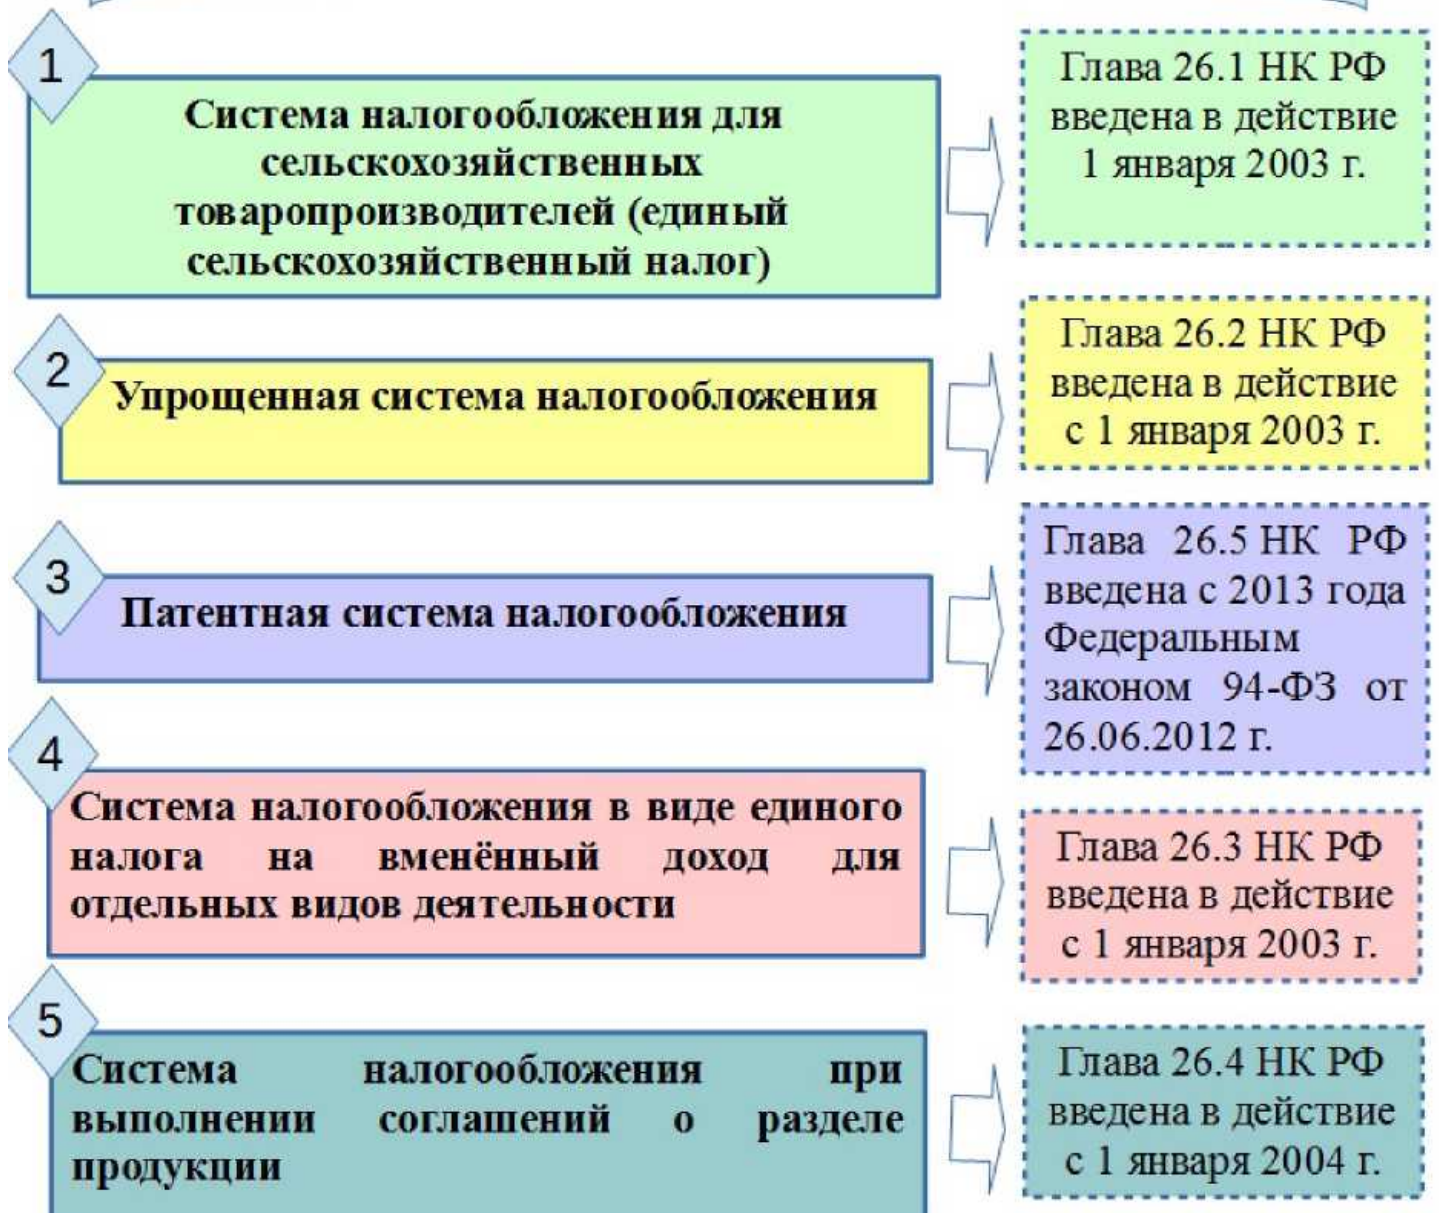 1
Система налогообложения для
сельскохозяйственных
товаропроизводителей (единый
сельскохозяйственный налог)
Глава 26.1 НК РФ
введена в действие
1 января 2003 г.
2
Упрощенная система налогообложения
Глава 26.2 НК РФ
введена в действие
с 1 января 2003 г.
3
Патентная система налогообложения
Глава 26.5 НК РФ
введена с 2013 года
Федеральным
законом 94-ФЗ от
26.06.2012 г.
4
Система налогообложения в виде единого
налога на вменённый доход для
отдельных видов деятельности
Глава 26.3 НК РФ
введена в действие
с 1 января 2003 г.
5
Система налогообложения при
выполнении соглашений о разделе
продукции
Глава 26.4 НК РФ
введена в действие
с 1 января 2004 г.